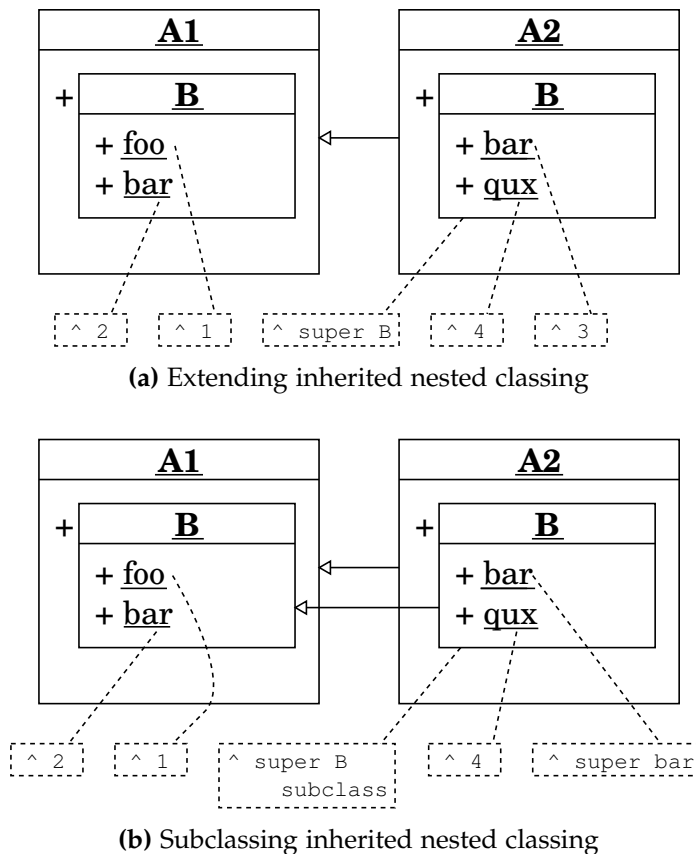 A1 A2
+ B + B
+ foo + bar
+ bar + qux
^ 2 ^ 1 ^ super B ^ 4 ^ 3
(a) Extending inherited nested classing
A1 A2
+ B + B
+ foo + bar
+ bar + qux
^ 2 ^ 1 ^ super B ^ 4 ^ super bar
subclass
(b) Subclassing inherited nested classing